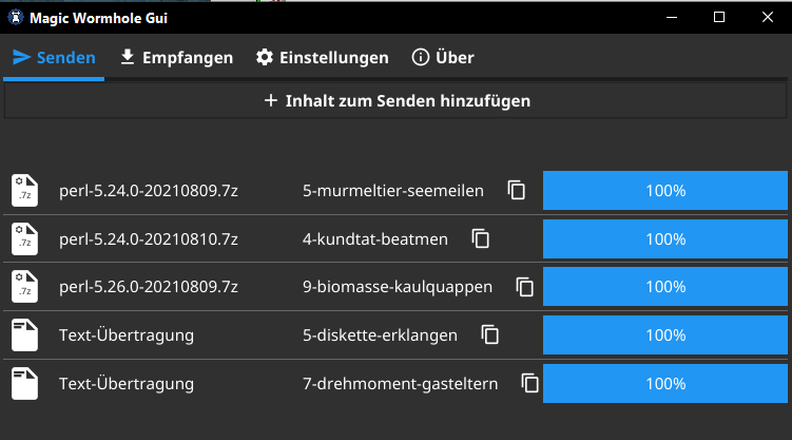 Magic Wormhole Gui
Senden Empfangen Einstellungen Über
+ Inhalt zum Senden hinzufügen
.7z perl-5.24.0-20210809.7z 5-murmeltier-seemeilen 100%
.7z perl-5.24.0-20210810.7z 4-kundtat-beatmen 100%
.7z perl-5.26.0-20210809.7z 9-biomasse-kaulquappen 100%
Text-Übertragung 5-diskette-erklangen 100%
Text-Übertragung 7-drehmoment-gasteltern 100%